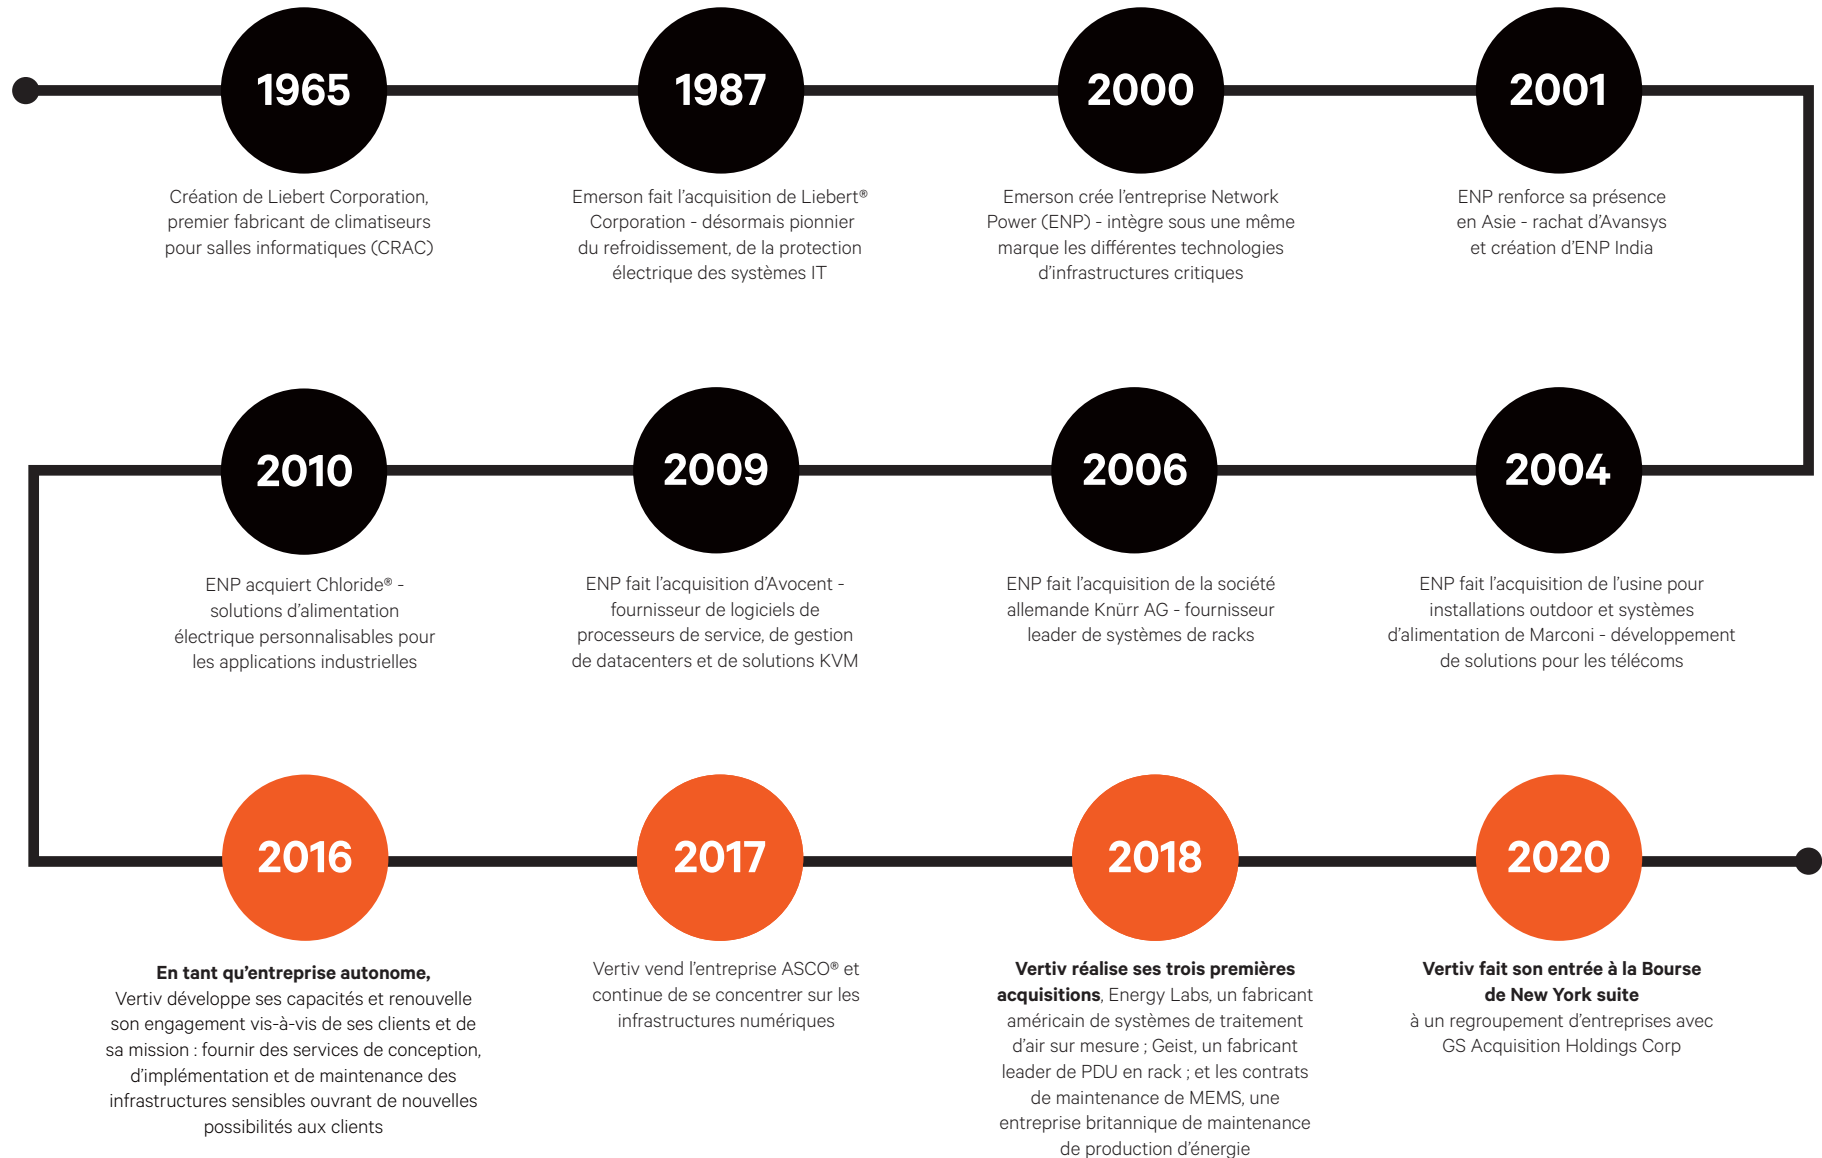 1965
Création de Liebert Corporation,
premier fabricant de climatiseurs
pour salles informatiques (CRAC)
1987
Emerson fait l’acquisition de Liebert®
Corporation - désormais pionnier
du refroidissement, de la protection
électrique des systèmes IT
2000
Emerson crée l’entreprise Network
Power (ENP) - intègre sous une même
marque les différentes technologies
d’infrastructures critiques
2001
ENP renforce sa présence
en Asie - rachat d’Avansys
et création d’ENP India
2004
ENP fait l’acquisition de l’usine pour
installations outdoor et systèmes
d’alimentation de Marconi - développement
de solutions pour les télécoms
2006
ENP fait l’acquisition de la société
allemande Knürr AG - fournisseur
leader de systèmes de racks
2009
ENP fait l’acquisition d’Avocent -
fournisseur de logiciels de
processeurs de service, de gestion
de datacenters et de solutions KVM
2010
ENP acquiert Chloride® -
solutions d’alimentation
électrique personnalisables pour
les applications industrielles
2016
En tant qu’entreprise autonome,
Vertiv développe ses capacités et renouvelle
son engagement vis-à-vis de ses clients et de
sa mission : fournir des services de conception,
d’implémentation et de maintenance des
infrastructures sensibles ouvrant de nouvelles
possibilités aux clients
2017
Vertiv vend l’entreprise ASCO® et
continue de se concentrer sur les
infrastructures numériques
2018
Vertiv réalise ses trois premières
acquisitions, Energy Labs, un fabricant
américain de systèmes de traitement
d’air sur mesure ; Geist, un fabricant
leader de PDU en rack ; et les contrats
de maintenance de MEMS, une
entreprise britannique de maintenance
de production d’énergie
2020
Vertiv fait son entrée à la Bourse
de New York suite
à un regroupement d’entreprises avec
GS Acquisition Holdings Corp